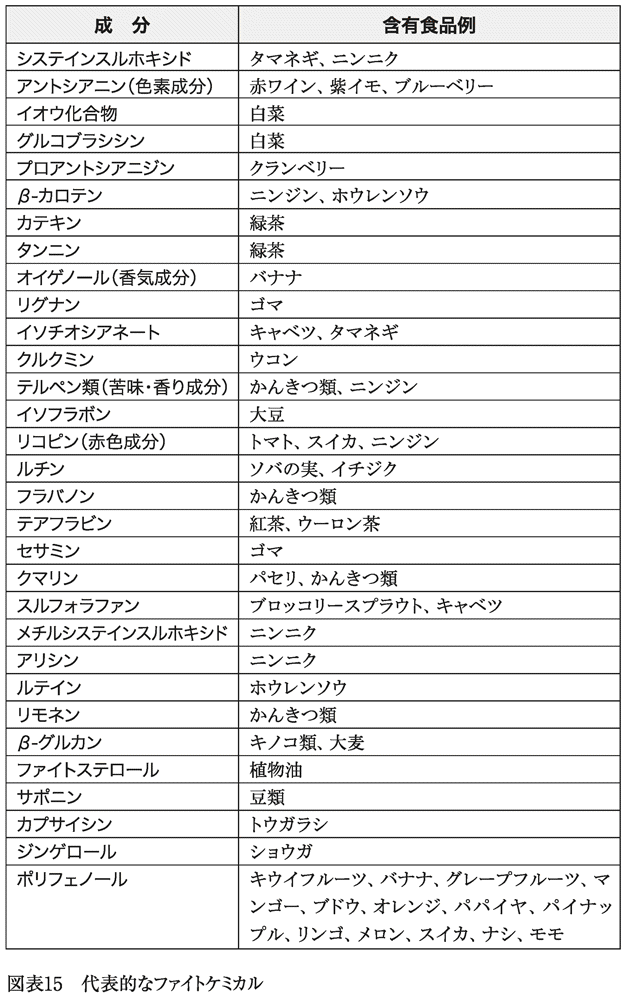 成 分 含有食品例
システインスルホキシド タマネギ、ニンニク
アントシアニン（色素成分） 赤ワイン、紫イモ、ブルーベリー
イオウ化合物 白菜
グルコブラシシン 白菜
プロアントシアニジン クランベリー
β-カロテン ニンジン、ホウレンソウ
カテキン 緑茶
タンニン 緑茶
オイゲノール（香気成分） バナナ
リグナン ゴマ
イソチオシアネート キャベツ、タマネギ
クルクミン ウコン
テルペン類（苦味・香り成分） かんきつ類、ニンジン
イソフラボン 大豆
リコピン（赤色成分） トマト、スイカ、ニンジン
ルチン ソバの実、イチジク
フラバノン かんきつ類
テアフラビン 紅茶、ウーロン茶
セサミン ゴマ
クマリン パセリ、かんきつ類
スルフォラファン ブロッコリースプラウト、キャベツ
メチルシステインスルホキシド ニンニク
アリシン ニンニク
ルテイン ホウレンソウ
リモネン かんきつ類
β-グルカン キノコ類、大麦
ファイトステロール 植物油
サポニン 豆類
カプサイシン トウガラシ
ジンゲロール ショウガ
ポリフェノール キウイフルーツ、バナナ、グレープフルーツ、マ
ンゴー、ブドウ、オレンジ、パパイヤ、パイナッ
プル、リンゴ、メロン、スイカ、ナシ、モモ
図表15 代表的なファイトケミカル